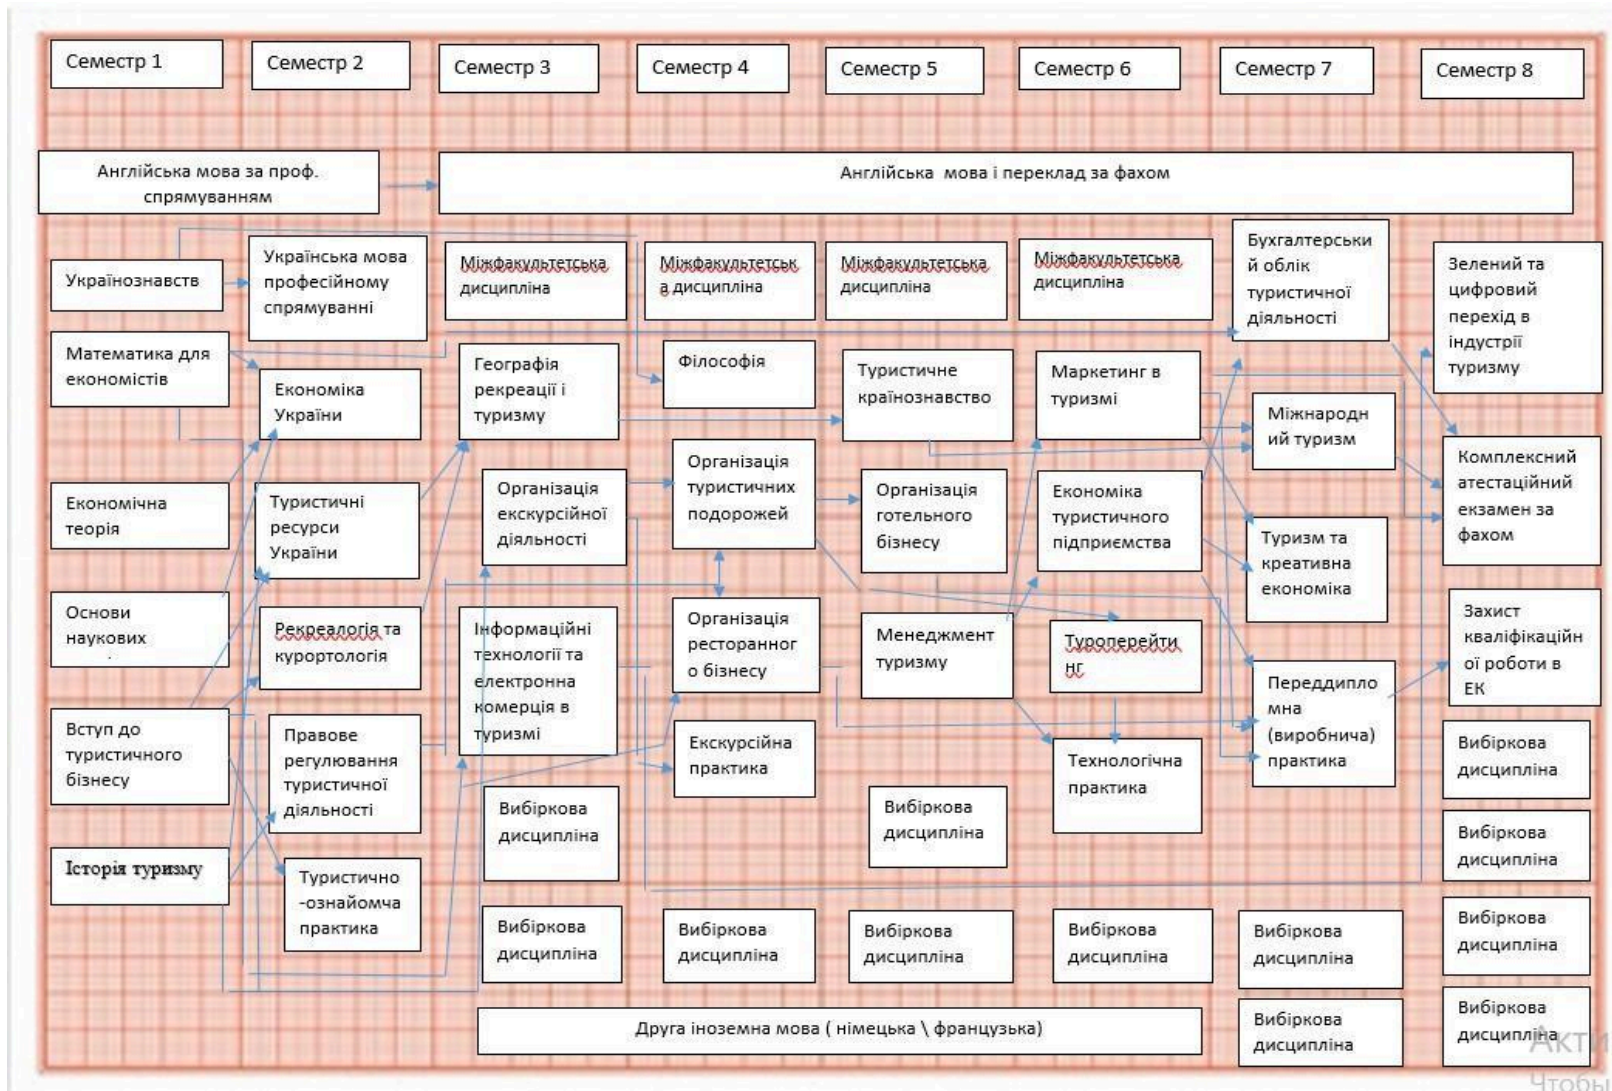 Семестр 1
Семестр 2
Семестр 3
Семестр 4
Семестр 5
Семестр 6
Семестр 7
Семестр 8
Англійська мова за проф.
спрямуванням
Англійська мова і переклад за фахом
Українознавств
Математика для
економістів
Економічна
теорія
Основи
наукових
Вступ до
туристичного
бізнесу
Історія туризму
Українська мова
професійному
спрямуванні
Економіка
України
Туристичні
ресурси
України
Рекреалогія та
курортологія
Правове
регулювання
туристичної
діяльності
Туристично
-ознайомча
практика
Міжфакультетська
дисципліна
Географія
рекреації і
туризму
Організація
екскурсійної
діяльності
Інформаційні
технології та
електронна
комерція в
туризмі
Вибіркова
дисципліна
Вибіркова
дисципліна
Міжфакультетськ
а дисципліна
Філософія
Організація
туристичних
подорожей
Організація
ресторанног
о бізнесу
Екскурсійна
практика
Вибіркова
дисципліна
Міжфакультетська
дисципліна
Туристичне
країнознавство
Організація
готельного
бізнесу
Менеджмент
туризму
Вибіркова
дисципліна
Вибіркова
дисципліна
Міжфакультетська
дисципліна
Маркетинг в
туризмі
Економіка
туристичного
підприємства
Туроперейти
нг
Технологічна
практика
Вибіркова
дисципліна
Друга іноземна мова ( німецька \ французька)
Бухгалтерськи
й облік
туристичної
діяльності
Міжнародн
ий туризм
Туризм та
креативна
економіка
Переддипло
мна
(виробнича)
практика
Вибіркова
дисципліна
Вибіркова
дисципліна
Зелений та
цифровий
перехід в
індустрії
туризму
Комплексний
атестаційний
екзамен за
фахом
Захист
кваліфікаційн
ої роботи в
ЕК
Вибіркова
дисципліна
Вибіркова
дисципліна
Вибіркова
дисципліна
Вибіркова
дисципліна
Акти
Чтобы